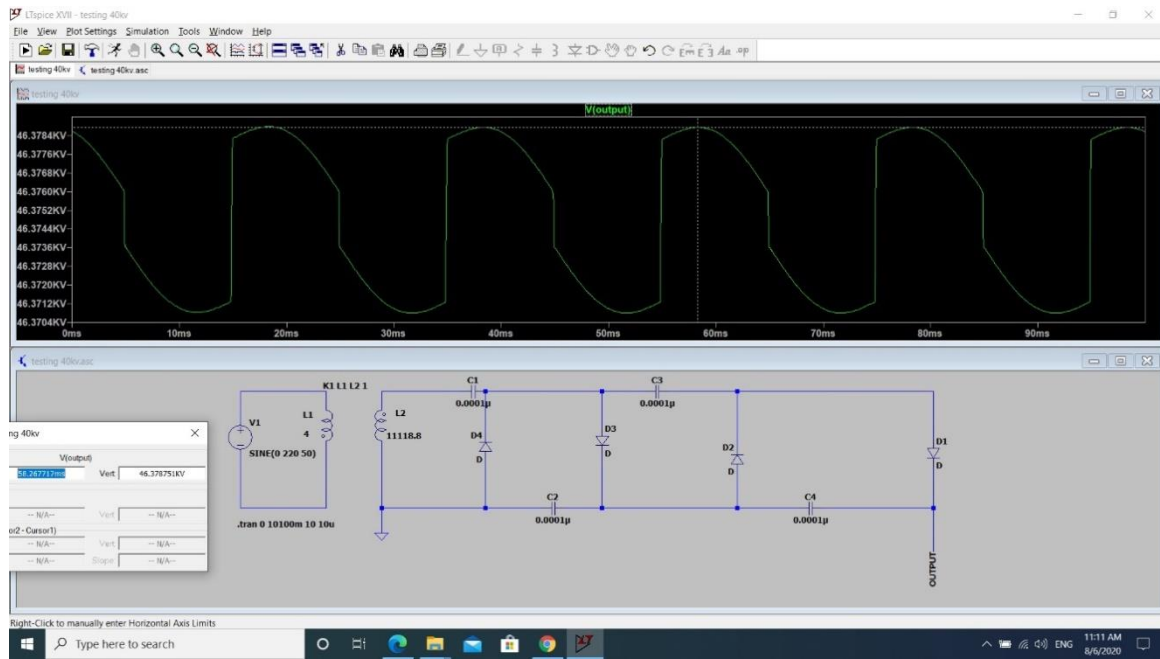 LTspice XVII - testing 40kv
File View Plot Settings Simulation Tools Window Help
testing 40kv testing 40kv.asc
testing 40kv
V(output)
46.3784KV
46.3776KV
46.3768KV
46.3760KV
46.3752KV
46.3744KV
46.3736KV
46.3728KV
46.3720KV
46.3712KV
46.3704KV
0ms 10ms 20ms 30ms 40ms 50ms 60ms 70ms 80ms 90ms
testing 40kv.asc
K1 L1 L2 1
C1
0.0001µ
C3
0.0001µ
V1
SINE(0 220 50)
L1
4
L2
11118.8
D4
D
D3
D
D2
D
D1
D
C2
0.0001µ
C4
0.0001µ
.tran 0 10100m 10 10u
OUTPUT
ng 40kv
V(output)
58.267717ms Vert 46.378751KV
-- N/A-- Vert -- N/A--
or2 - Cursor1)
-- N/A-- Vert -- N/A--
-- N/A-- Slope -- N/A--
Right-Click to manually enter Horizontal Axis Limits
Type here to search
ENG
11:11 AM
8/6/2020